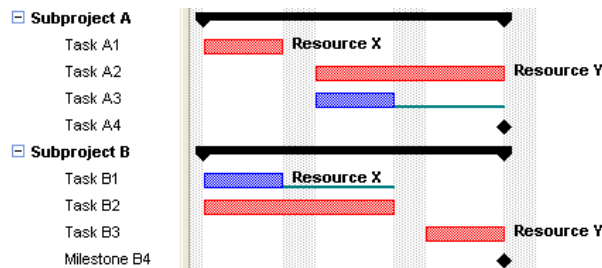 Subproject A
Task A1 Resource X
Task A2 Resource Y
Task A3
Task A4
Subproject B
Task B1 Resource X
Task B2
Task B3 Resource Y
Milestone B4